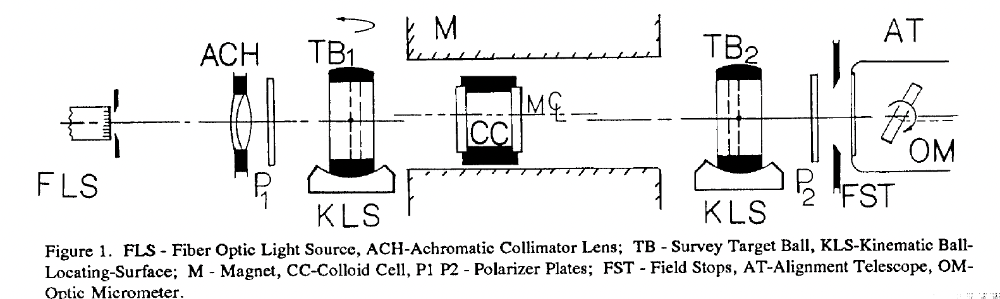 M
AT
ACH
TB1
TB2
M℄
CC
OM
FLS
P1
P2
FST
KLS
KLS
Figure 1. FLS - Fiber Optic Light Source, ACH-Achromatic Collimator Lens; TB - Survey Target Ball, KLS-Kinematic Ball-
Locating-Surface; M - Magnet, CC-Colloid Cell, P1 P2 - Polarizer Plates; FST - Field Stops, AT-Alignment Telescope, OM-
Optic Micrometer.